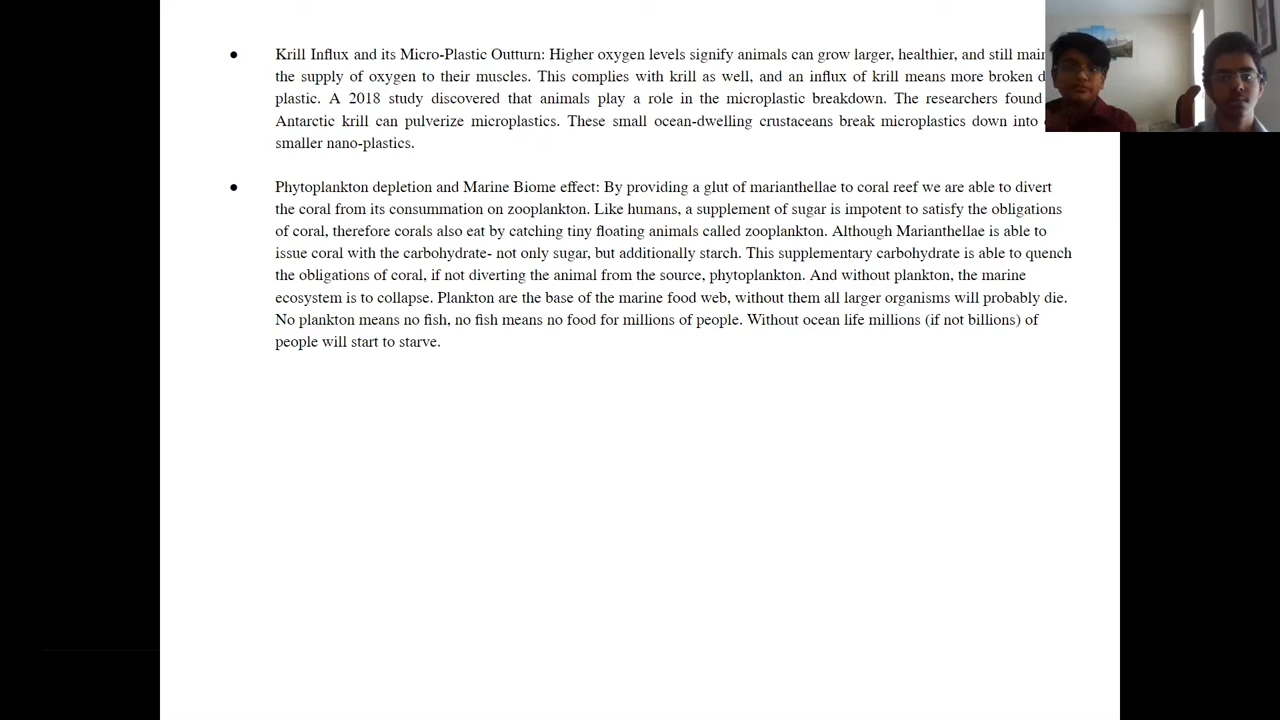 ● Krill Influx and its Micro-Plastic Outturn: Higher oxygen levels signify animals can grow larger, healthier, and still
the supply of oxygen to their muscles. This complies with krill as well, and an influx of krill means more broken
plastic. A 2018 study discovered that animals play a role in the microplastic breakdown. The researchers found
Antarctic krill can pulverize microplastics. These small ocean-dwelling crustaceans break microplastics down into
smaller nano-plastics.
● Phytoplankton depletion and Marine Biome effect: By providing a glut of marianthellae to coral reef we are able to divert
the coral from its consummation on zooplankton. Like humans, a supplement of sugar is impotent to satisfy the obligations
of coral, therefore corals also eat by catching tiny floating animals called zooplankton. Although Marianthellae is able to
issue coral with the carbohydrate- not only sugar, but additionally starch. This supplementary carbohydrate is able to quench
the obligations of coral, if not diverting the animal from the source, phytoplankton. And without plankton, the marine
ecosystem is to collapse. Plankton are the base of the marine food web, without them all larger organisms will probably die.
No plankton means no fish, no fish means no food for millions of people. Without ocean life millions (if not billions) of
people will start to starve.